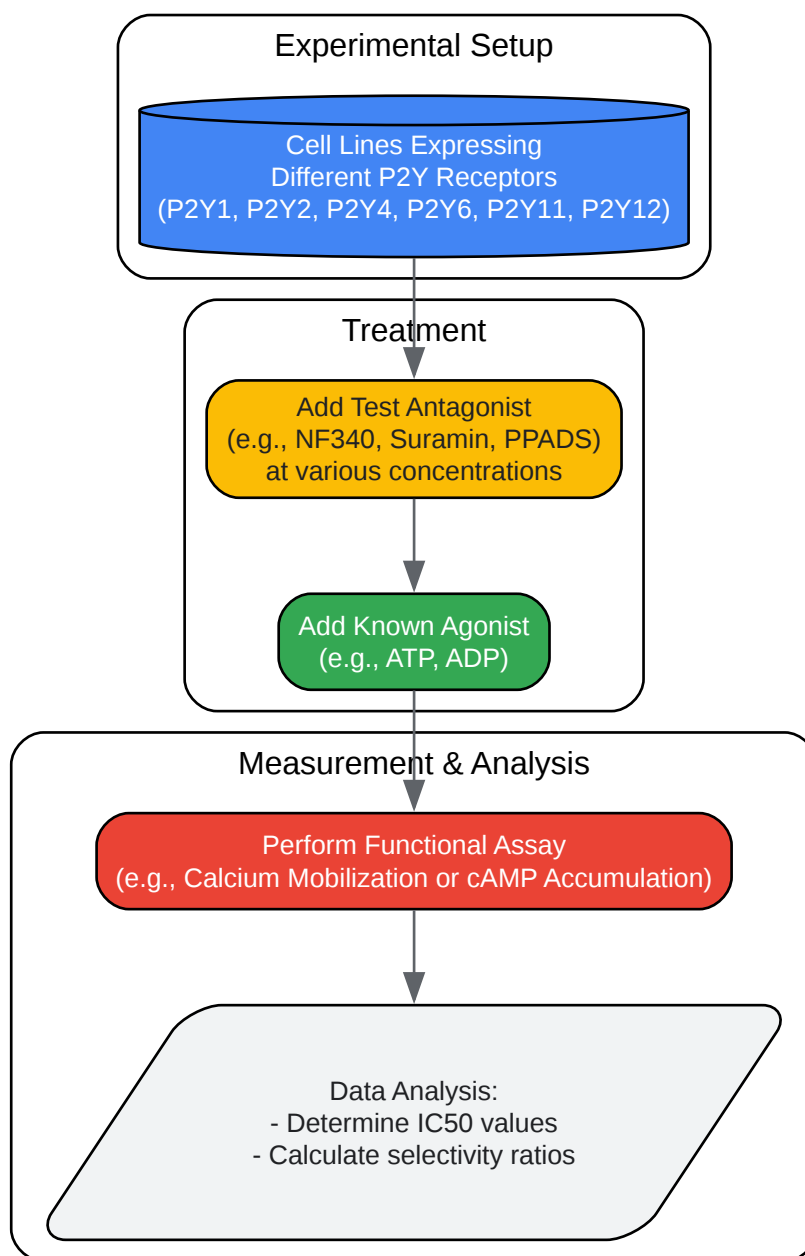 Experimental Setup
Cell Lines Expressing
Different P2Y Receptors
(P2Y1, P2Y2, P2Y4, P2Y6, P2Y11, P2Y12)
Treatment
Add Test Antagonist
(e.g., NF340, Suramin, PPADS)
at various concentrations
Add Known Agonist
(e.g., ATP, ADP)
Measurement & Analysis
Perform Functional Assay
(e.g., Calcium Mobilization or cAMP Accumulation)
Data Analysis:
- Determine IC50 values
- Calculate selectivity ratios